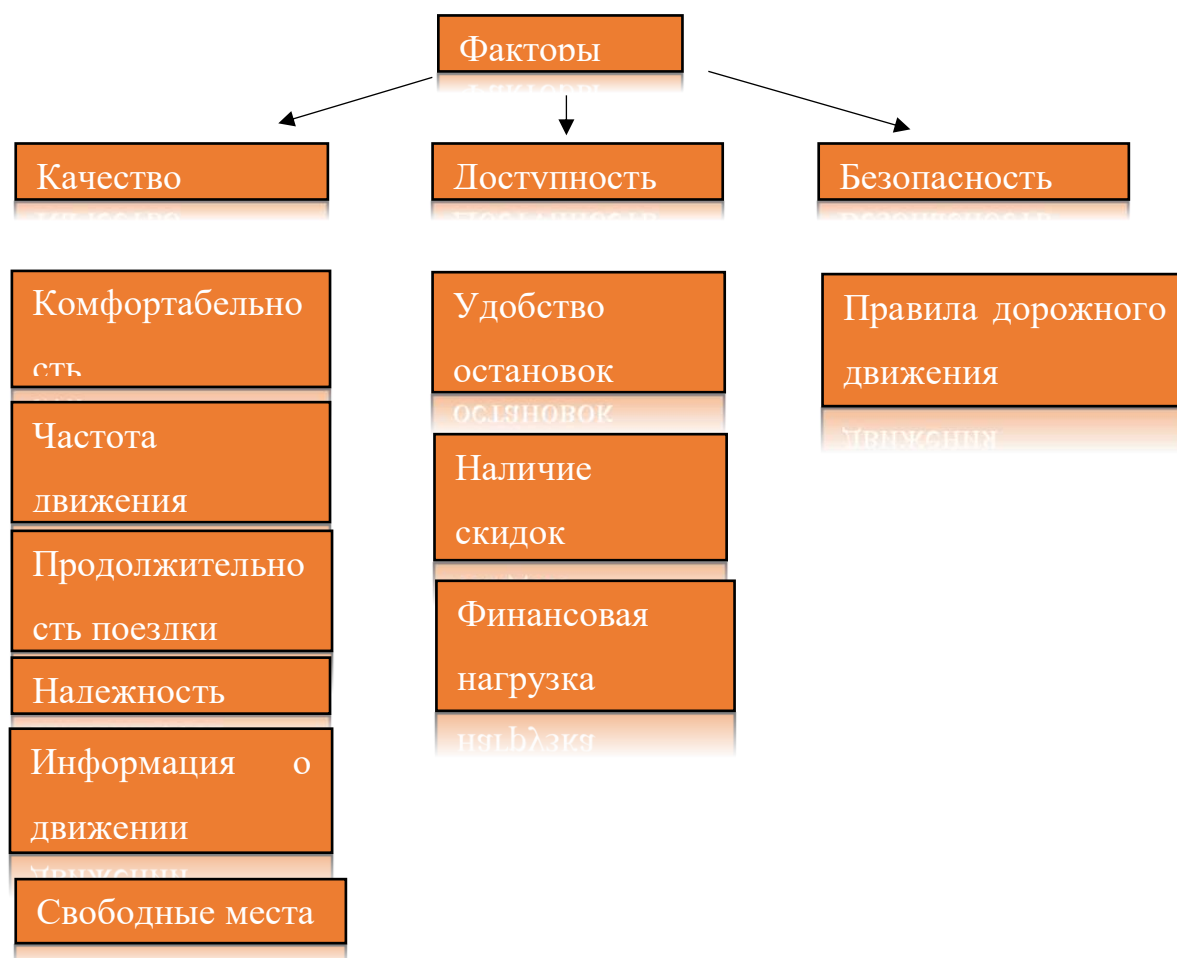 Факторы
Качество
Доступность
Безопасность
Комфортабельно
сть
Частота
движения
Продолжительно
сть поездки
Надежность
Информация о
движении
Свободные места
Удобство
остановок
Наличие
скидок
Финансовая
нагрузка
Правила дорожного
движения